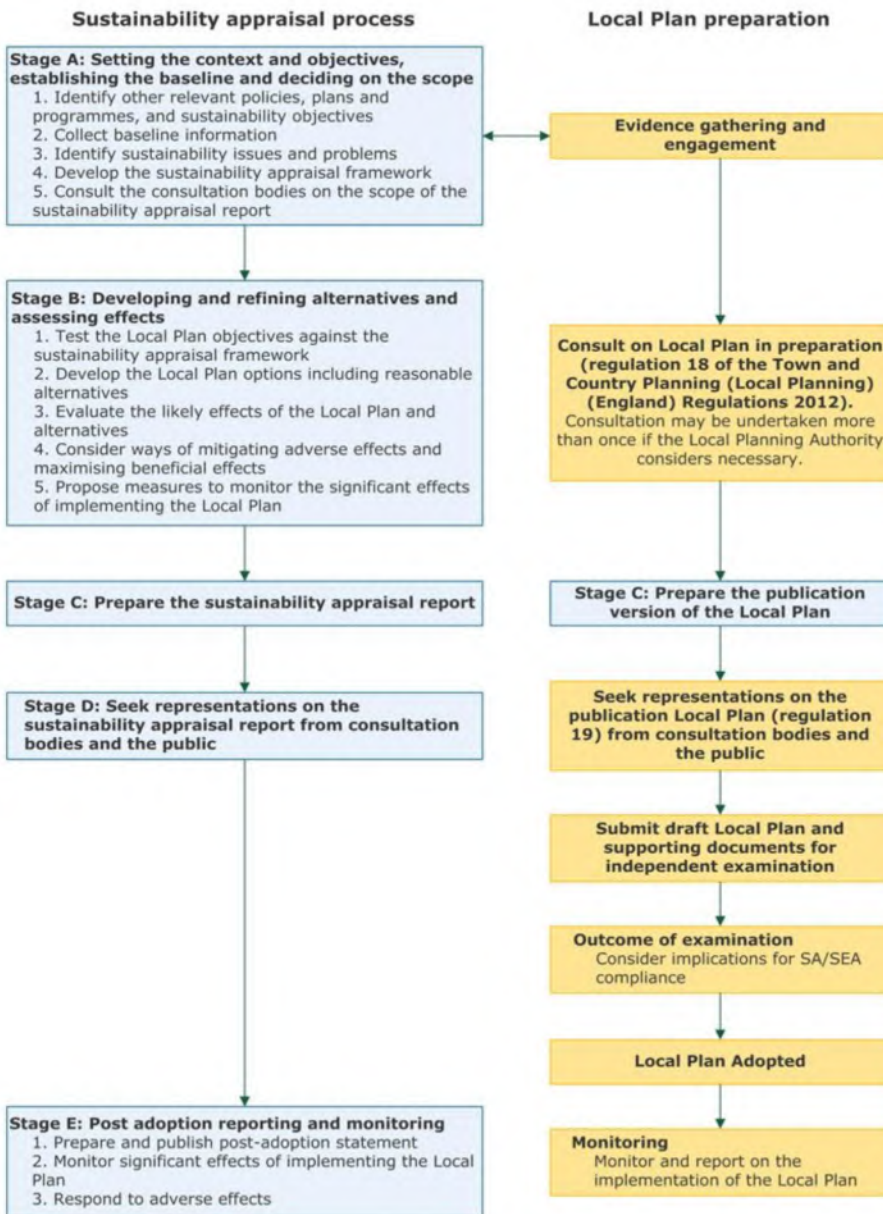 Sustainability appraisal process
Local Plan preparation
Stage A: Setting the context and objectives,
establishing the baseline and deciding on the scope
1. Identify other relevant policies, plans and
programmes, and sustainability objectives
2. Collect baseline information
3. Identify sustainability issues and problems
4. Develop the sustainability appraisal framework
5. Consult the consultation bodies on the scope of the
sustainability appraisal report
Evidence gathering and
engagement
Stage B: Developing and refining alternatives and
assessing effects
1. Test the Local Plan objectives against the
sustainability appraisal framework
2. Develop the Local Plan options including reasonable
alternatives
3. Evaluate the likely effects of the Local Plan and
alternatives
4. Consider ways of mitigating adverse effects and
maximising beneficial effects
5. Propose measures to monitor the significant effects
of implementing the Local Plan
Consult on Local Plan in preparation
(regulation 18 of the Town and
Country Planning (Local Planning)
(England) Regulations 2012).
Consultation may be undertaken more
than once if the Local Planning Authority
considers necessary.
Stage C: Prepare the sustainability appraisal report
Stage C: Prepare the publication
version of the Local Plan
Stage D: Seek representations on the
sustainability appraisal report from consultation
bodies and the public
Seek representations on the
publication Local Plan (regulation
19) from consultation bodies and
the public
Submit draft Local Plan and
supporting documents for
independent examination
Outcome of examination
Consider implications for SA/SEA
compliance
Local Plan Adopted
Stage E: Post adoption reporting and monitoring
1. Prepare and publish post-adoption statement
2. Monitor significant effects of implementing the Local
Plan
3. Respond to adverse effects
Monitoring
Monitor and report on the
implementation of the Local Plan